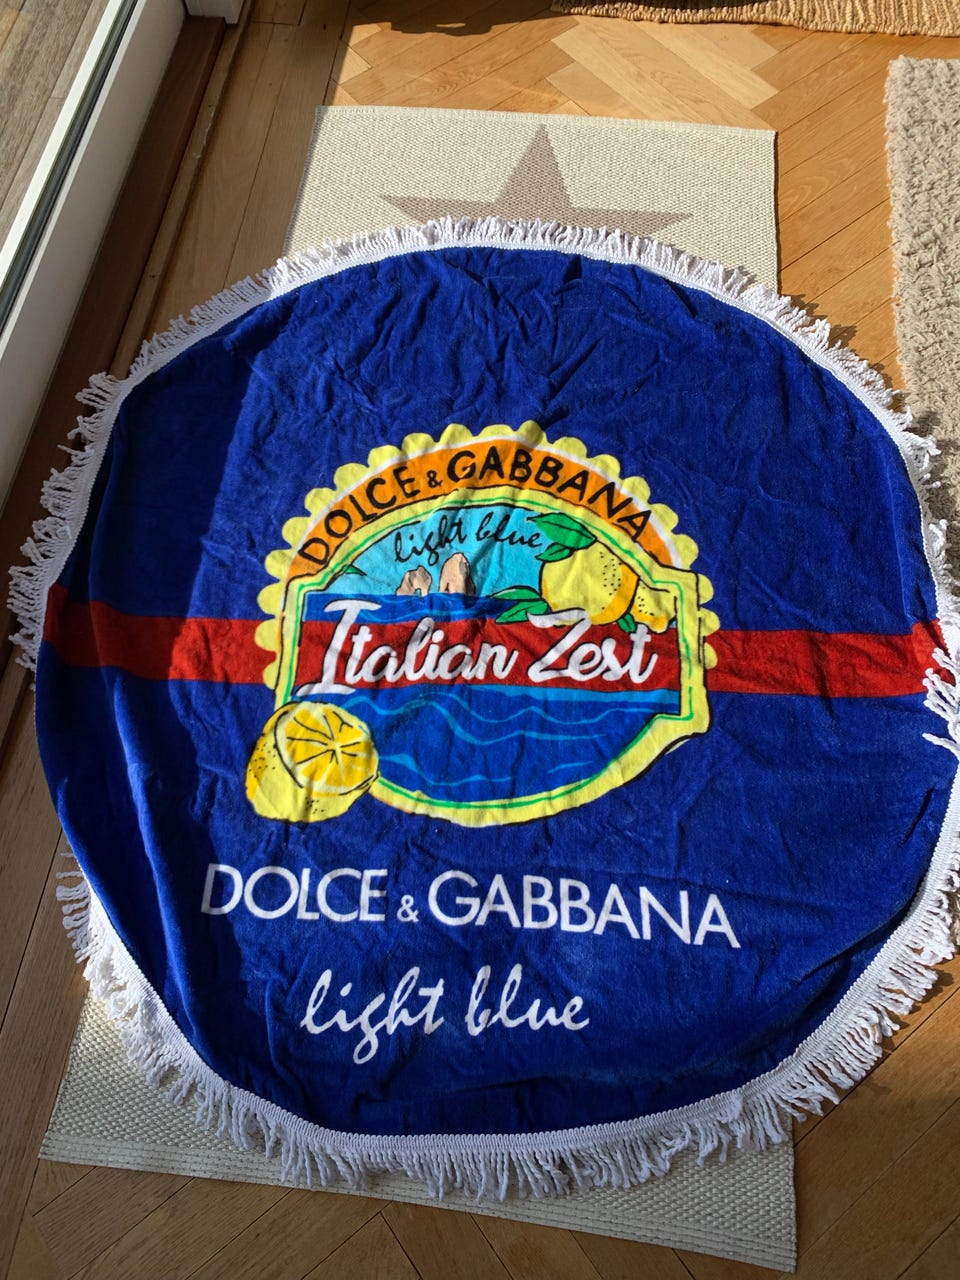 DOLCE & GABBANA
light blue
Italian Zest
DOLCE & GABBANA
light blue